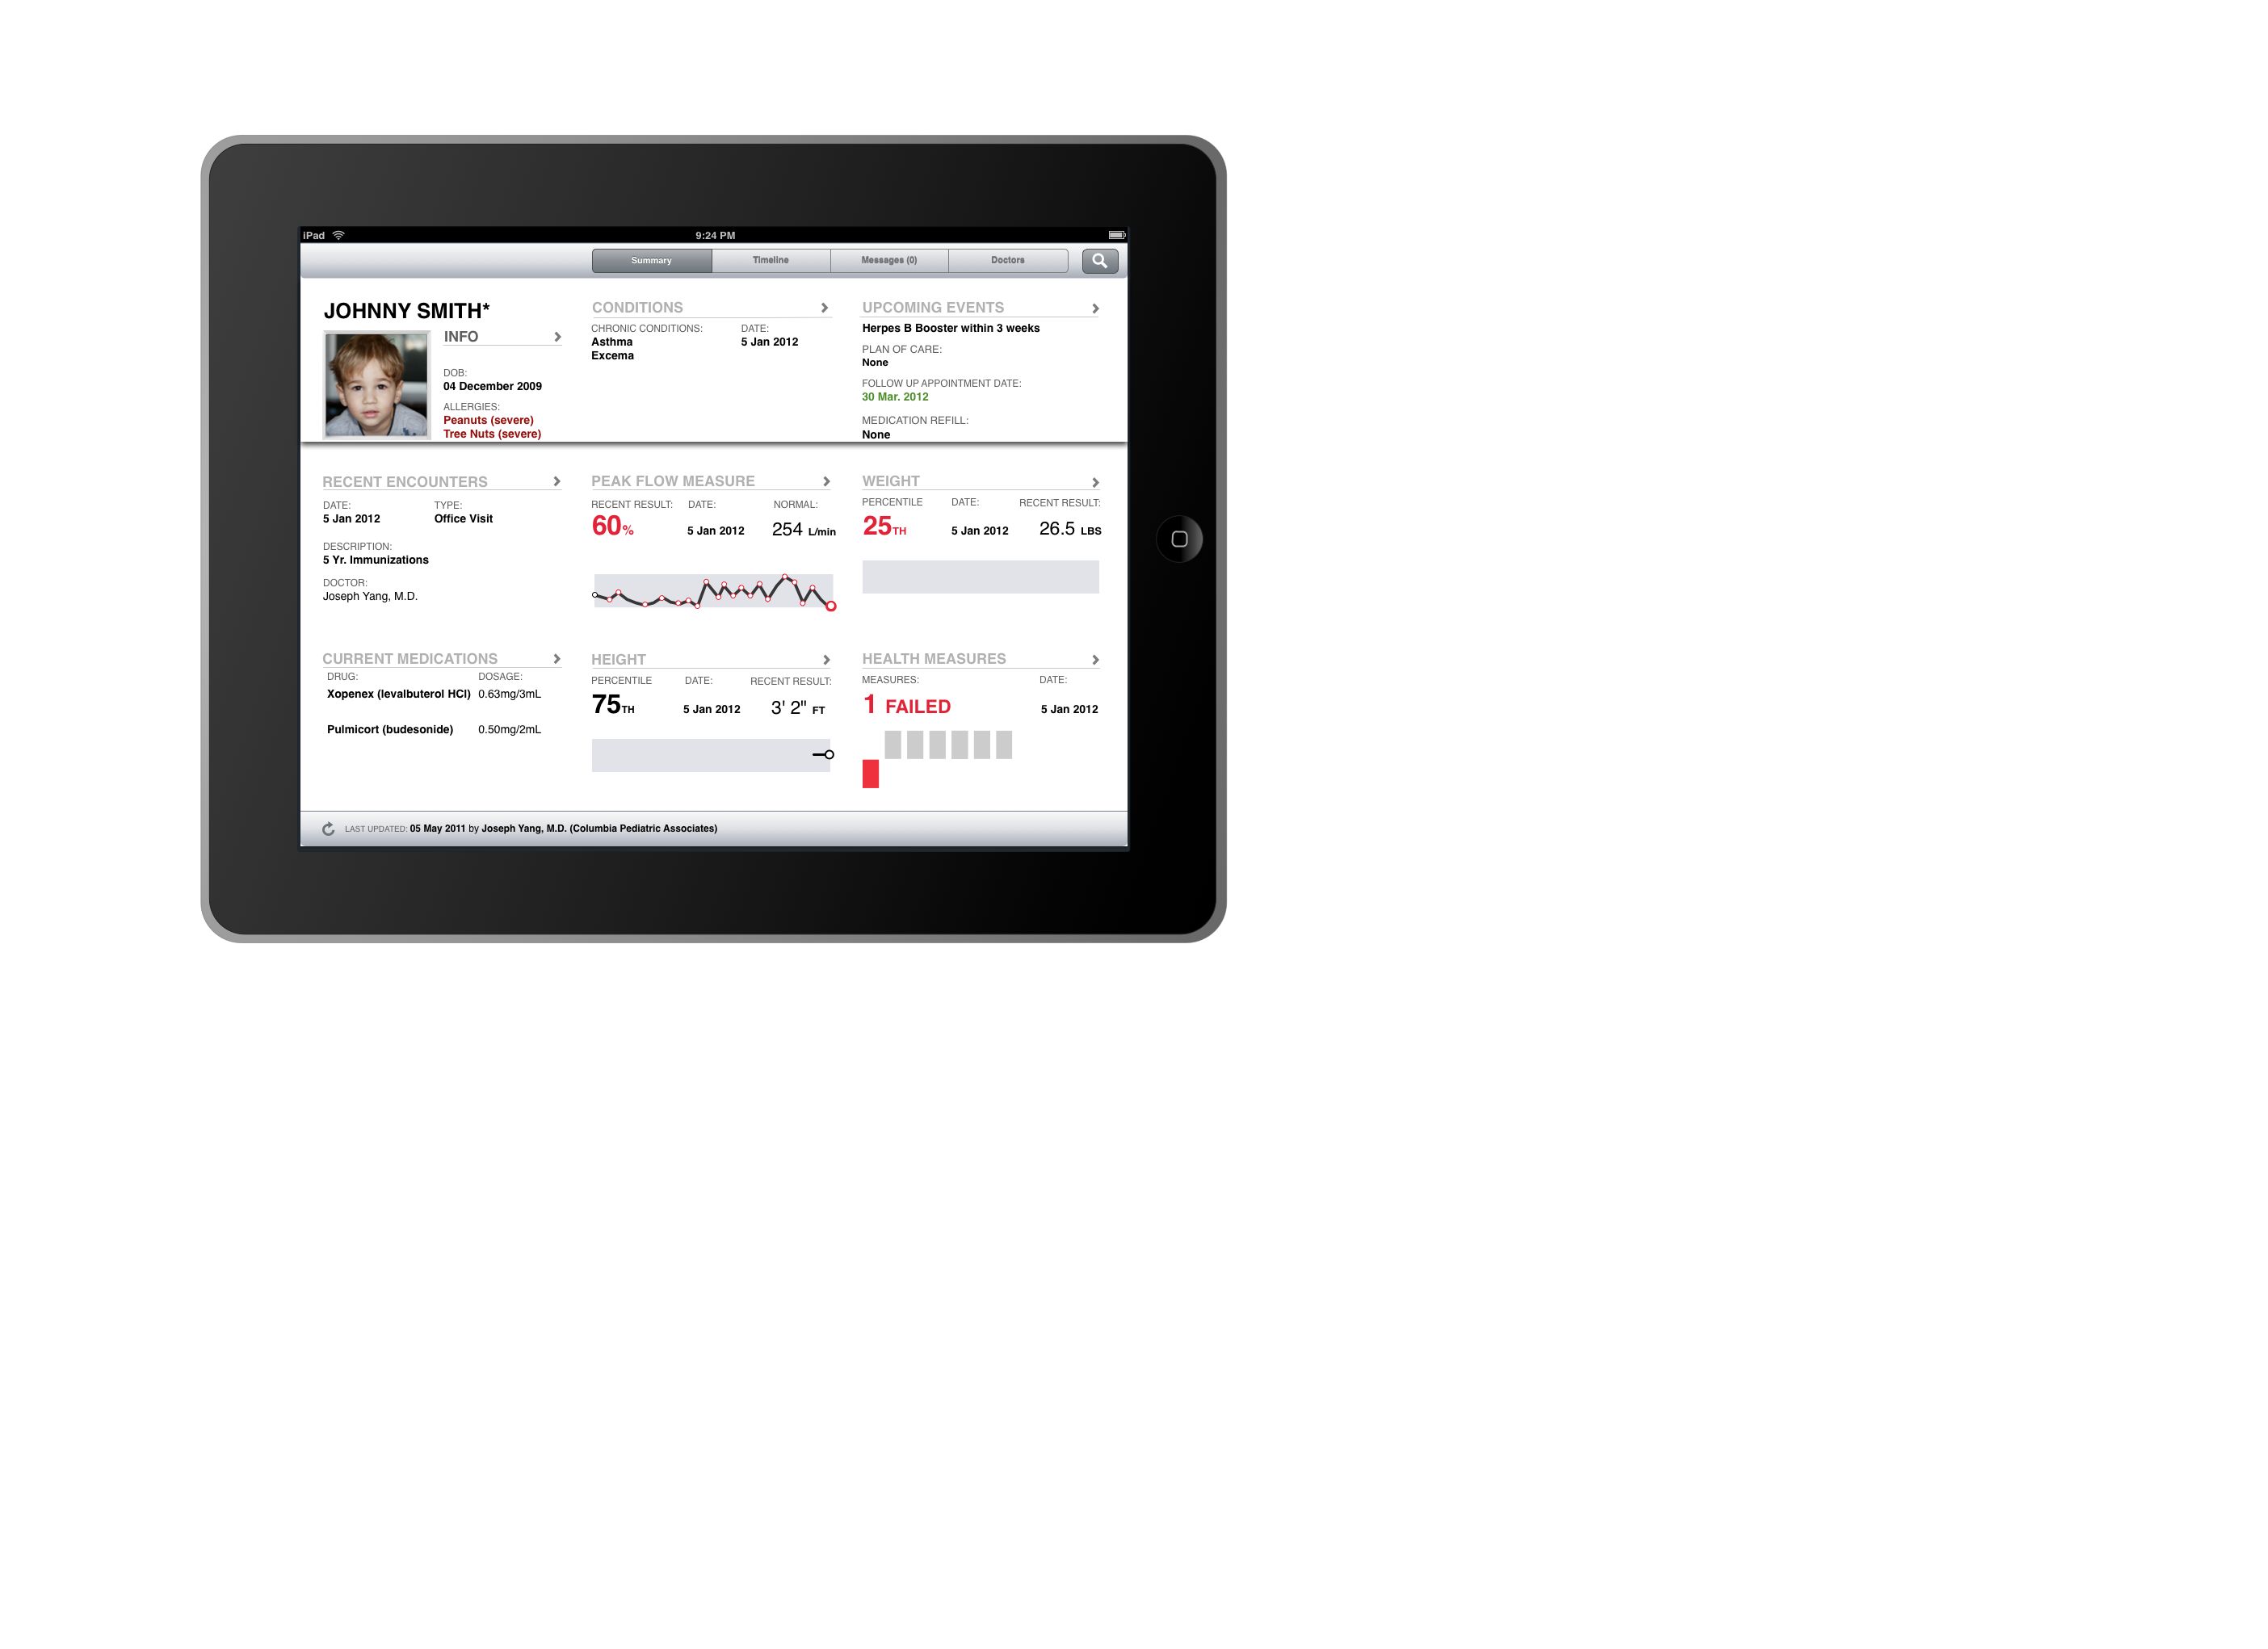 iPad 9:24 PM
Summary Timeline Messages (0) Doctors
JOHNNY SMITH*
INFO
DOB:
04 December 2009
ALLERGIES:
Peanuts (severe)
Tree Nuts (severe)
CONDITIONS
CHRONIC CONDITIONS: DATE:
Asthma 5 Jan 2012
Excema
UPCOMING EVENTS
Herpes B Booster within 3 weeks
PLAN OF CARE:
None
FOLLOW UP APPOINTMENT DATE:
30 Mar. 2012
MEDICATION REFILL:
None
RECENT ENCOUNTERS
DATE: TYPE:
5 Jan 2012 Office Visit
DESCRIPTION:
5 Yr. Immunizations
DOCTOR:
Joseph Yang, M.D.
PEAK FLOW MEASURE
RECENT RESULT: DATE: NORMAL:
60% 5 Jan 2012 254 L/min
WEIGHT
PERCENTILE DATE: RECENT RESULT:
25TH 5 Jan 2012 26.5 LBS
CURRENT MEDICATIONS
DRUG: DOSAGE:
Xopenex (levalbuterol HCl) 0.63mg/3mL
Pulmicort (budesonide) 0.50mg/2mL
HEIGHT
PERCENTILE DATE: RECENT RESULT:
75TH 5 Jan 2012 3' 2" FT
HEALTH MEASURES
MEASURES: DATE:
1 FAILED 5 Jan 2012
LAST UPDATED: 05 May 2011 by Joseph Yang, M.D. (Columbia Pediatric Associates)